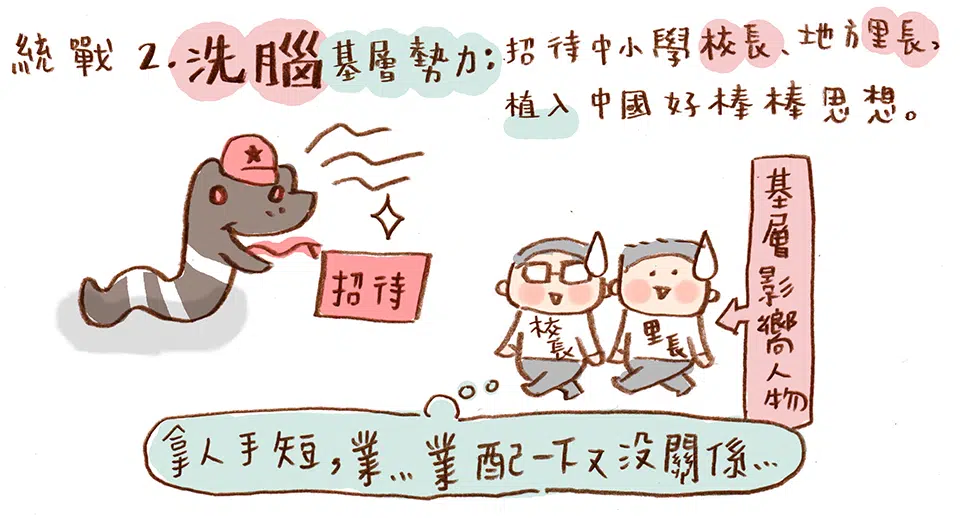 統戰2.洗腦基層勢力:招待中小學校長、地方里長,
植入中國好棒棒思想。
招待
校長
里長
基層影響人物
拿人手短,業...業配一下又沒關係...